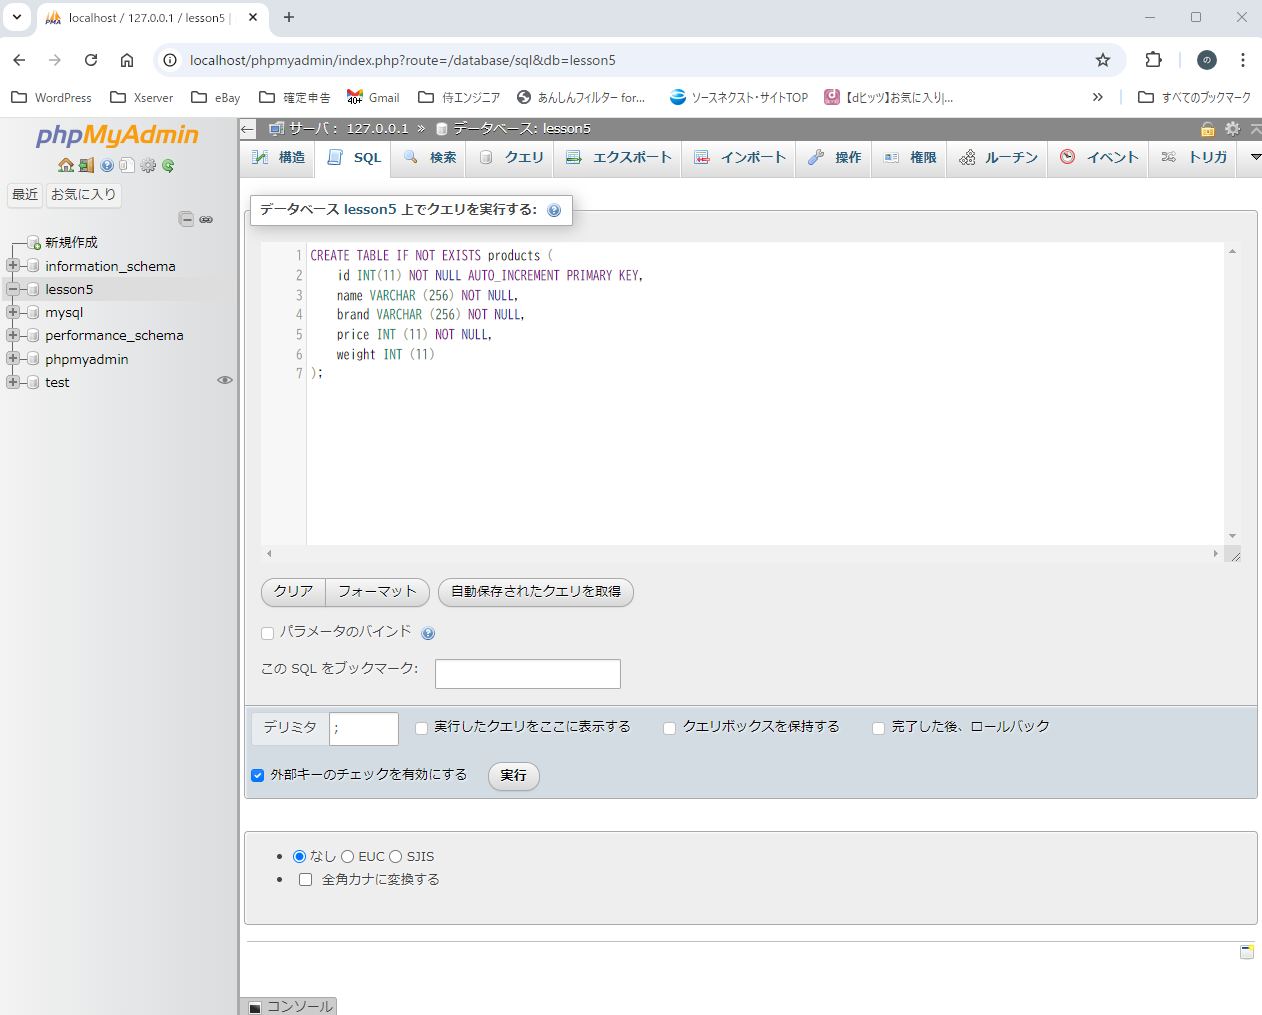 localhost / 127.0.0.1 / lesson5 |
localhost/phpmyadmin/index.php?route=/database/sql&db=lesson5
の
WordPress
Xserver
eBay
確定申告
Gmail
侍エンジニア
あんしんフィルター for...
ソースネクスト・サイトTOP
【dヒッツ】お気に入り|...
すべてのブックマーク
phpMyAdmin
最近
お気に入り
新規作成
information_schema
lesson5
mysql
performance_schema
phpmyadmin
test
サーバ: 127.0.0.1 » データベース: lesson5
構造
SQL
検索
クエリ
エクスポート
インポート
操作
権限
ルーチン
イベント
トリガ
データベース lesson5 上でクエリを実行する:
1 CREATE TABLE IF NOT EXISTS products (
2 id INT(11) NOT NULL AUTO_INCREMENT PRIMARY KEY,
3 name VARCHAR (256) NOT NULL,
4 brand VARCHAR (256) NOT NULL,
5 price INT (11) NOT NULL,
6 weight INT (11)
7 );
クリア
フォーマット
自動保存されたクエリを取得
パラメータのバインド
この SQL をブックマーク:
デリミタ
;
実行したクエリをここに表示する
クエリボックスを保持する
完了した後、ロールバック
外部キーのチェックを有効にする
実行
なし EUC SJIS
全角カナに変換する
コンソール